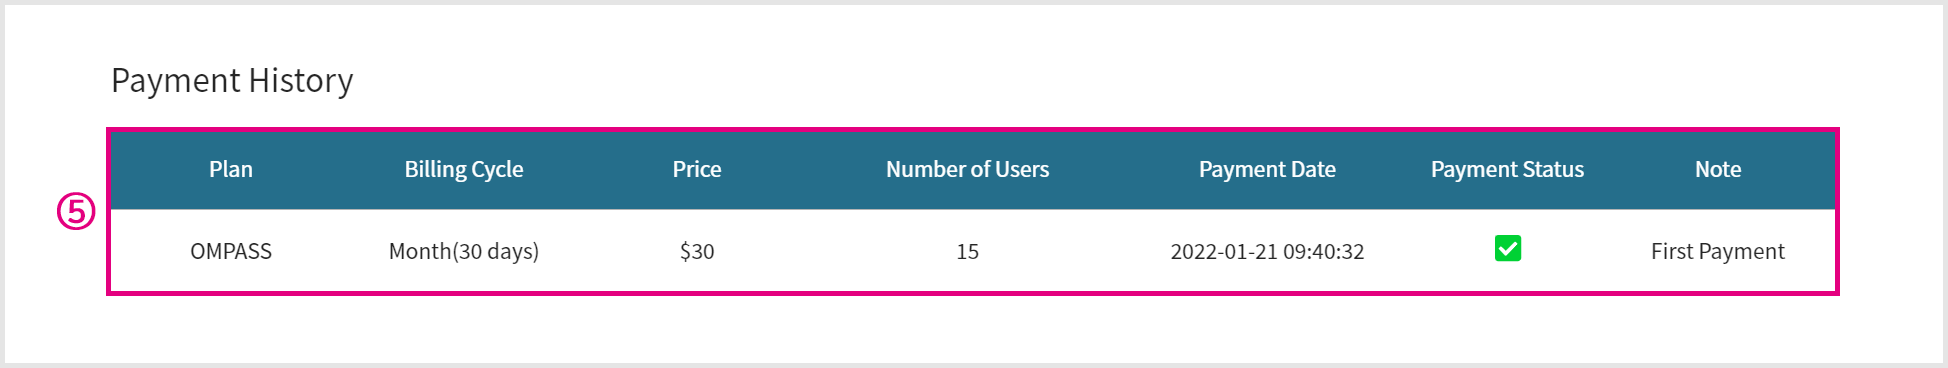 Payment History
Plan Billing Cycle Price Number of Users Payment Date Payment Status Note
⑤
OMPASS Month(30 days) $30 15 2022-01-21 09:40:32 First Payment